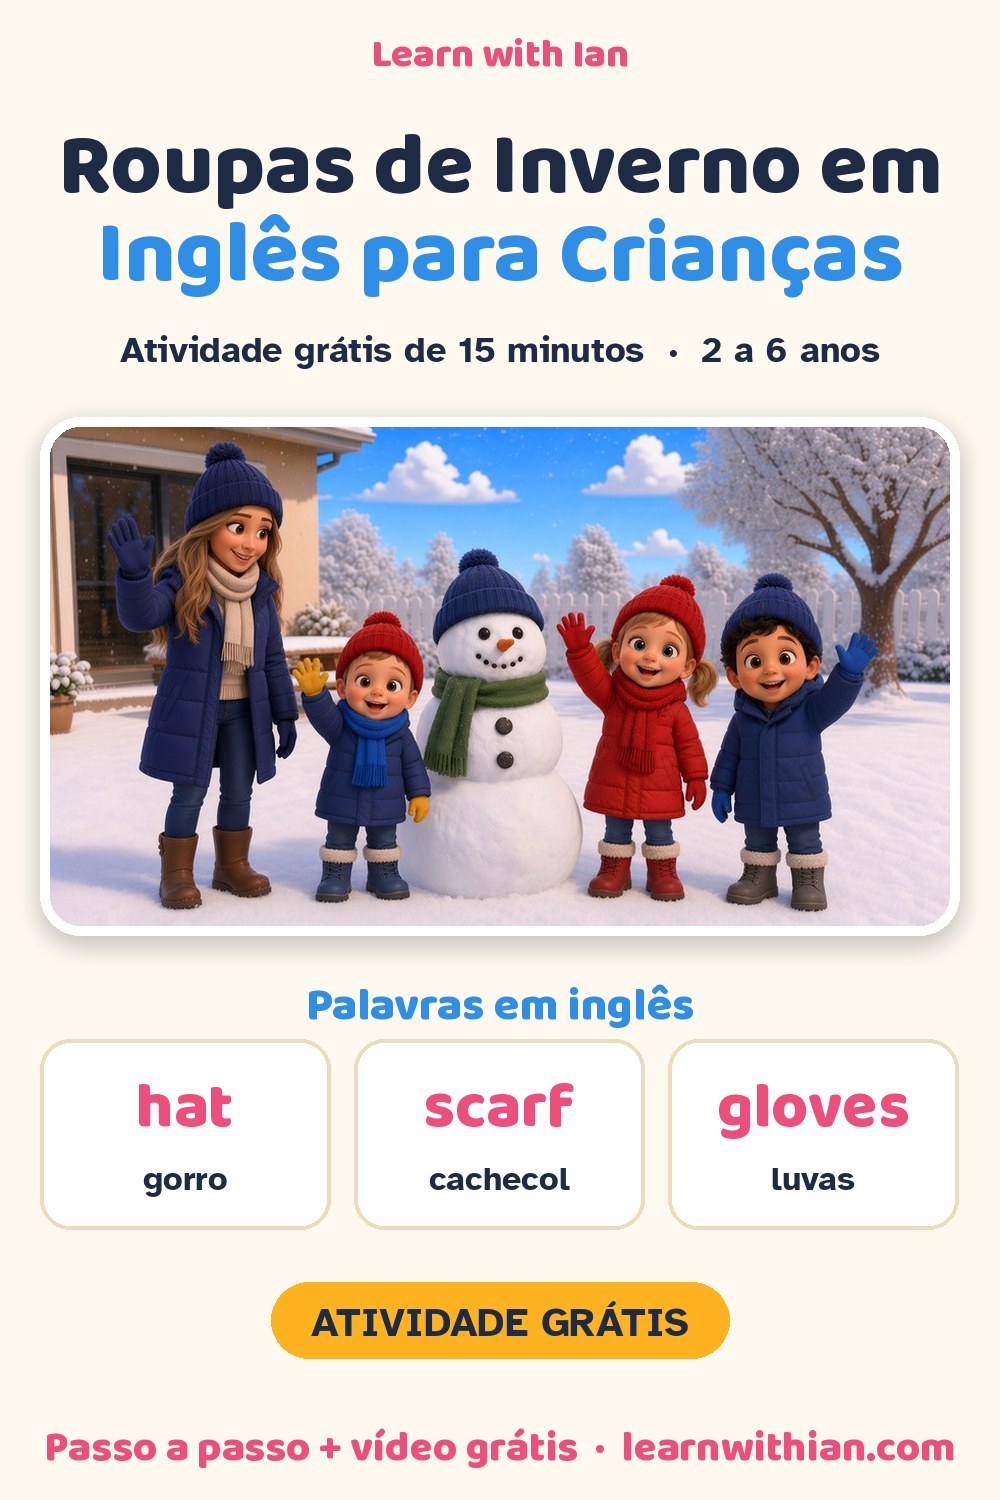 Learn with Ian
Roupas de Inverno em
Inglês para Crianças
Atividade grátis de 15 minutos • 2 a 6 anos
Palavras em inglês
hat
gorro
scarf
cachecol
gloves
luvas
ATIVIDADE GRÁTIS
Passo a passo + vídeo grátis • learnwithian.com